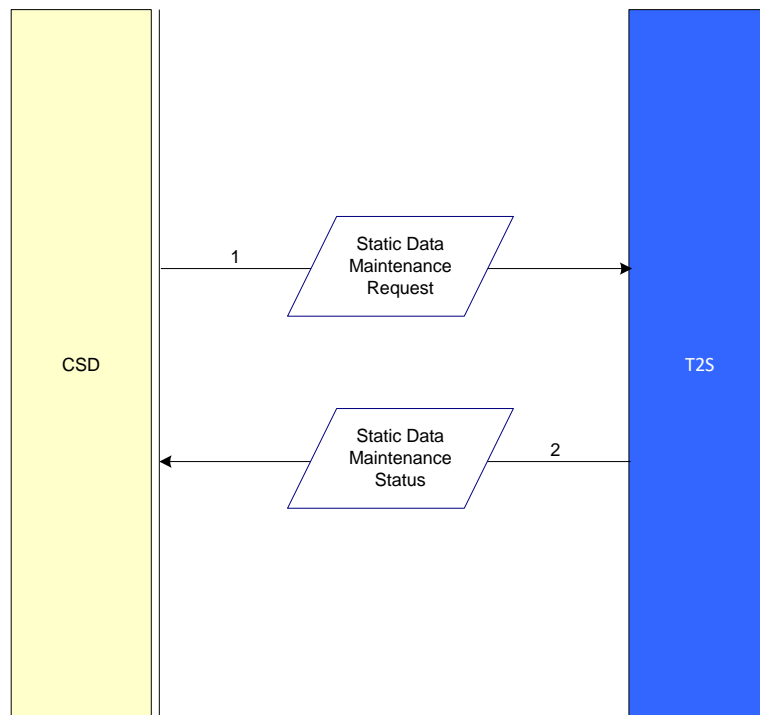 1
Static Data
Maintenance
Request
CSD
T2S
Static Data
Maintenance
Status
2